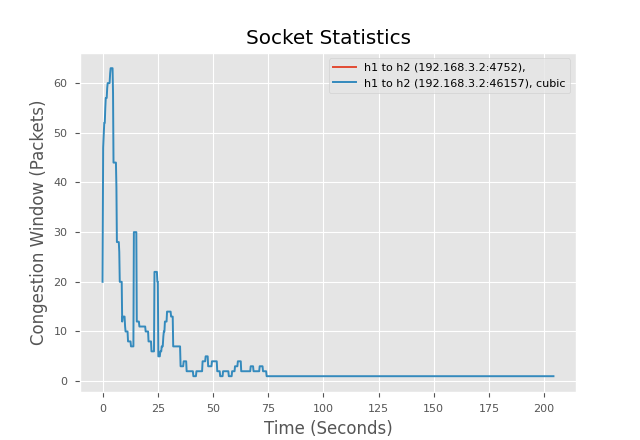 Socket Statistics
h1 to h2 (192.168.3.2:4752),
h1 to h2 (192.168.3.2:46157), cubic
Congestion Window (Packets)
60
50
40
30
20
10
0
0 25 50 75 100 125 150 175 200
Time (Seconds)